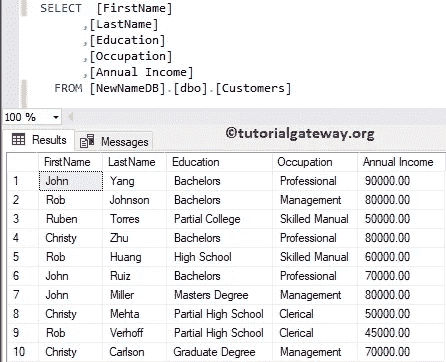 SELECT [FirstName]
,[LastName]
,[Education]
,[Occupation]
,[Annual Income]
FROM [NewNameDB].[dbo].[Customers]
100 %
©tutorialgateway.org
Results Messages
FirstName LastName Education Occupation Annual Income
1 John Yang Bachelors Professional 90000.00
2 Rob Johnson Bachelors Management 80000.00
3 Ruben Torres Partial College Skilled Manual 50000.00
4 Christy Zhu Bachelors Professional 80000.00
5 Rob Huang High School Skilled Manual 60000.00
6 John Ruiz Bachelors Professional 70000.00
7 John Miller Masters Degree Management 80000.00
8 Christy Mehta Partial High School Clerical 50000.00
9 Rob Verhoff Partial High School Clerical 45000.00
10 Christy Carlson Graduate Degree Management 70000.00